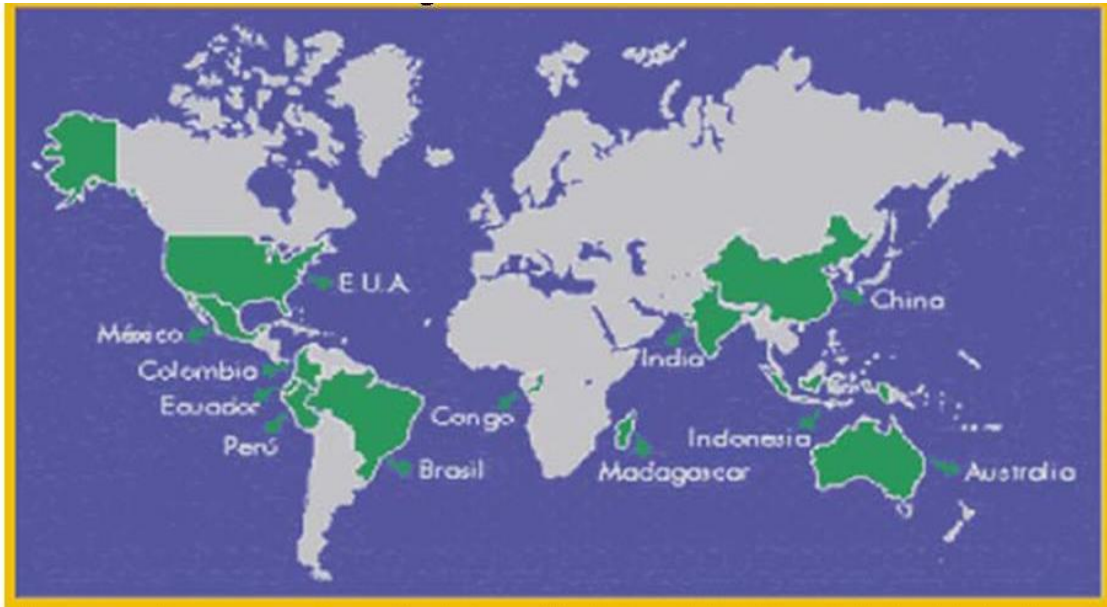 E.U.A
México
Colombia
Ecuador
Perú
Brasil
Congo
Madagascar
India
China
Indonesia
Australia